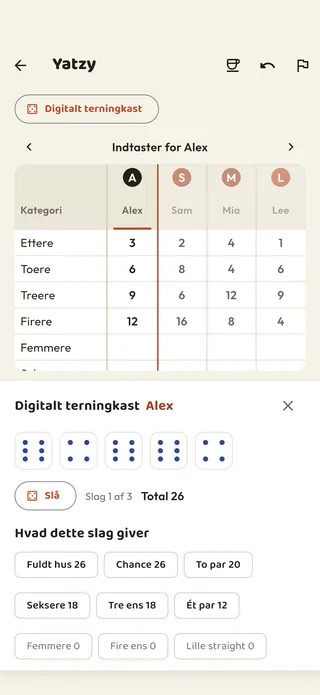 Yatzy
Digitalt terningkast
Indtaster for Alex
A S M L
Kategori Alex Sam Mia Lee
Ettere 3 2 4 1
Toere 6 8 4 6
Treere 9 6 12 9
Firere 12 16 8 4
Femmere
Digitalt terningkast Alex
Slå Slag 1 af 3 Total 26
Hvad dette slag giver
Fuldt hus 26 Chance 26 To par 20
Seksere 18 Tre ens 18 Ét par 12
Femmere 0 Fire ens 0 Lille straight 0